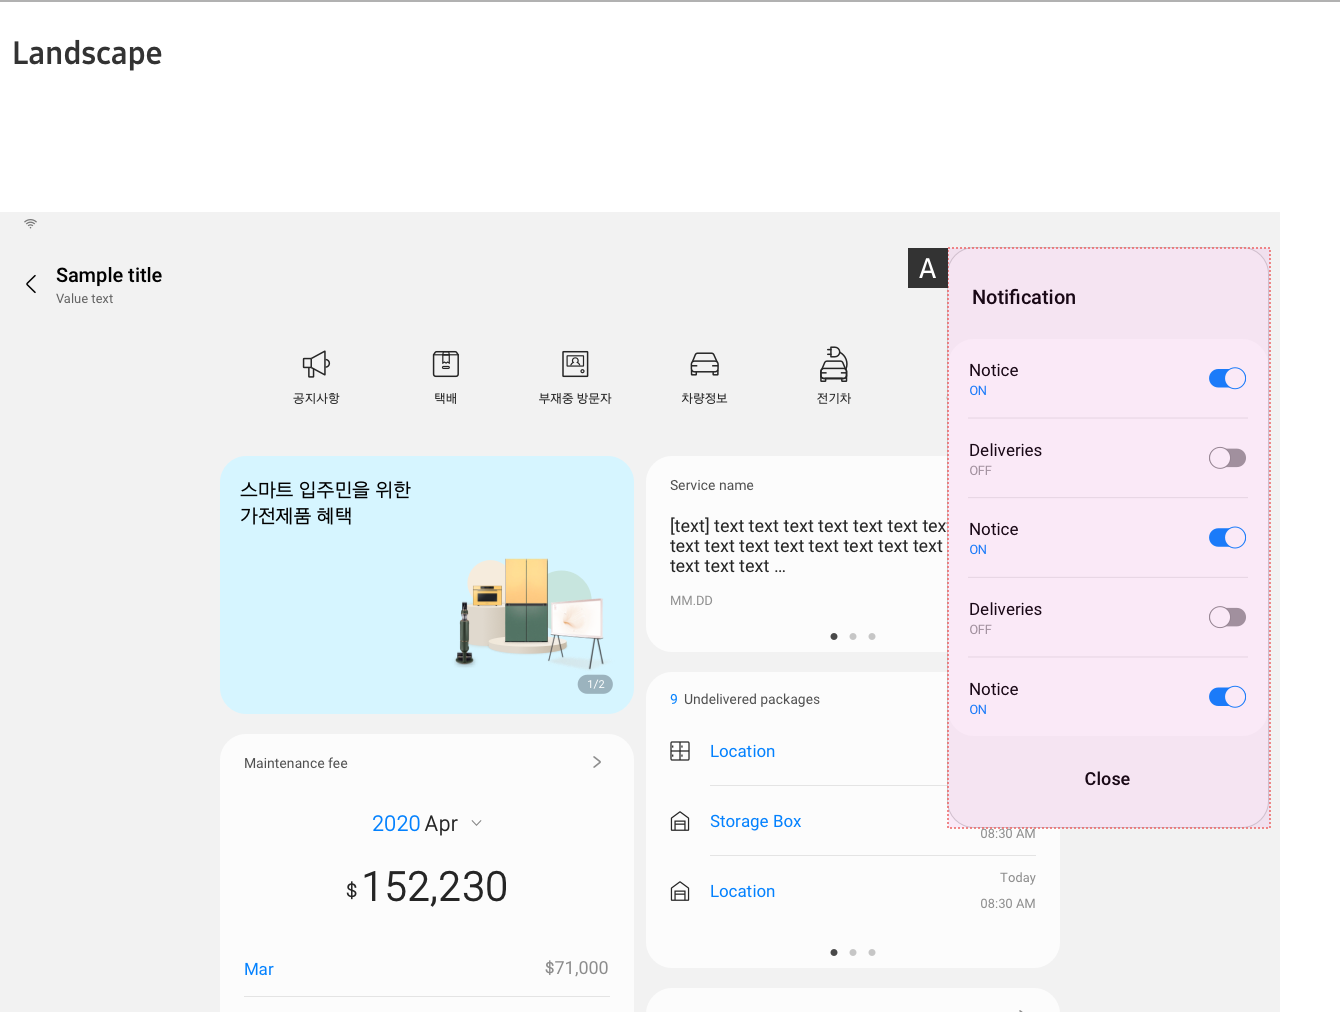 Landscape
Sample title
Value text
공지사항
택배
부재중 방문자
차량정보
전기차
스마트 입주민을 위한
가전제품 혜택
1/2
Maintenance fee
2020 Apr
$152,230
Mar $71,000
Service name
[text] text text text text text text tex
text text text text text text text text
text text text ...
MM.DD
9 Undelivered packages
Location
Storage Box
08:30 AM
Location
Today
08:30 AM
A
Notification
Notice
ON
Deliveries
OFF
Notice
ON
Deliveries
OFF
Notice
ON
Close